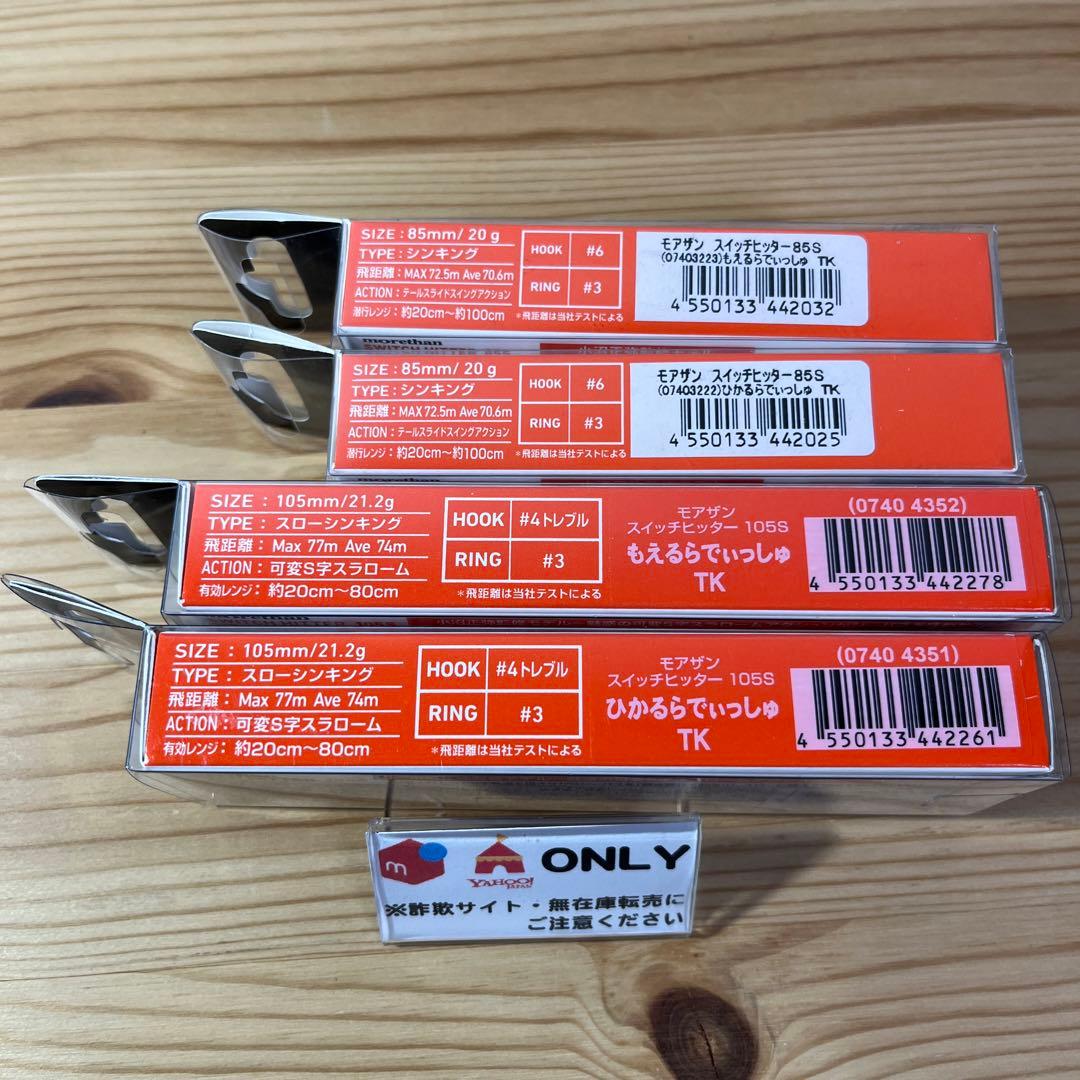 SIZE : 85mm/ 20 g
TYPE : シンキング
飛距離 : MAX 72.5m Ave 70.6m
ACTION : テールスライドスイングアクション
潜行レンジ : 約20cm〜約100cm
HOOK #6
RING #3
*飛距離は当社テストによる
モアザン スイッチヒッター85S
(07403223)もえるらでぃっしゅ TK
4 550133 442032
morethan
SWITCH HITTER 85S
SIZE : 85mm/ 20 g
TYPE : シンキング
飛距離 : MAX 72.5m Ave 70.6m
ACTION : テールスライドスイングアクション
潜行レンジ : 約20cm〜約100cm
HOOK #6
RING #3
*飛距離は当社テストによる
モアザン スイッチヒッター85S
(07403222)ひかるらでぃっしゅ TK
4 550133 442025
morethan
SIZE : 105mm/21.2g
TYPE : スローシンキング
飛距離 : Max 77m Ave 74m
ACTION : 可変S字スラローム
有効レンジ : 約20cm〜80cm
HOOK #4トレブル
RING #3
*飛距離は当社テストによる
モアザン
スイッチヒッター 105S
もえるらでぃっしゅ
TK
(0740 4352)
4 550133 442278
morethan
SIZE : 105mm/21.2g
TYPE : スローシンキング
飛距離 : Max 77m Ave 74m
ACTION : 可変S字スラローム
有効レンジ : 約20cm〜80cm
HOOK #4トレブル
RING #3
*飛距離は当社テストによる
モアザン
スイッチヒッター 105S
ひかるらでぃっしゅ
TK
(0740 4351)
4 550133 442261
m YAHOO! JAPAN ONLY
※詐欺サイト・無在庫転売に
ご注意ください